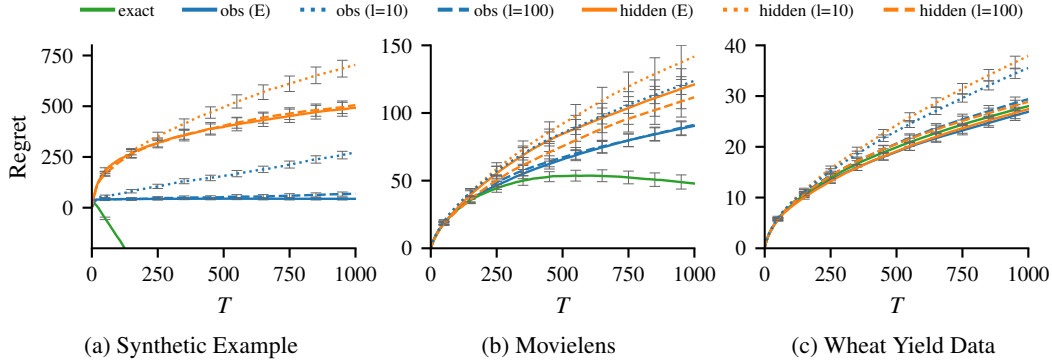 exact obs (E) obs (l=10) obs (l=100) hidden (E) hidden (l=10) hidden (l=100)
Regret
750
500
250
0
0 250 500 750 1000
T
150
100
50
0
0 250 500 750 1000
T
40
30
20
10
0
0 250 500 750 1000
T
(a) Synthetic Example
(b) Movielens
(c) Wheat Yield Data